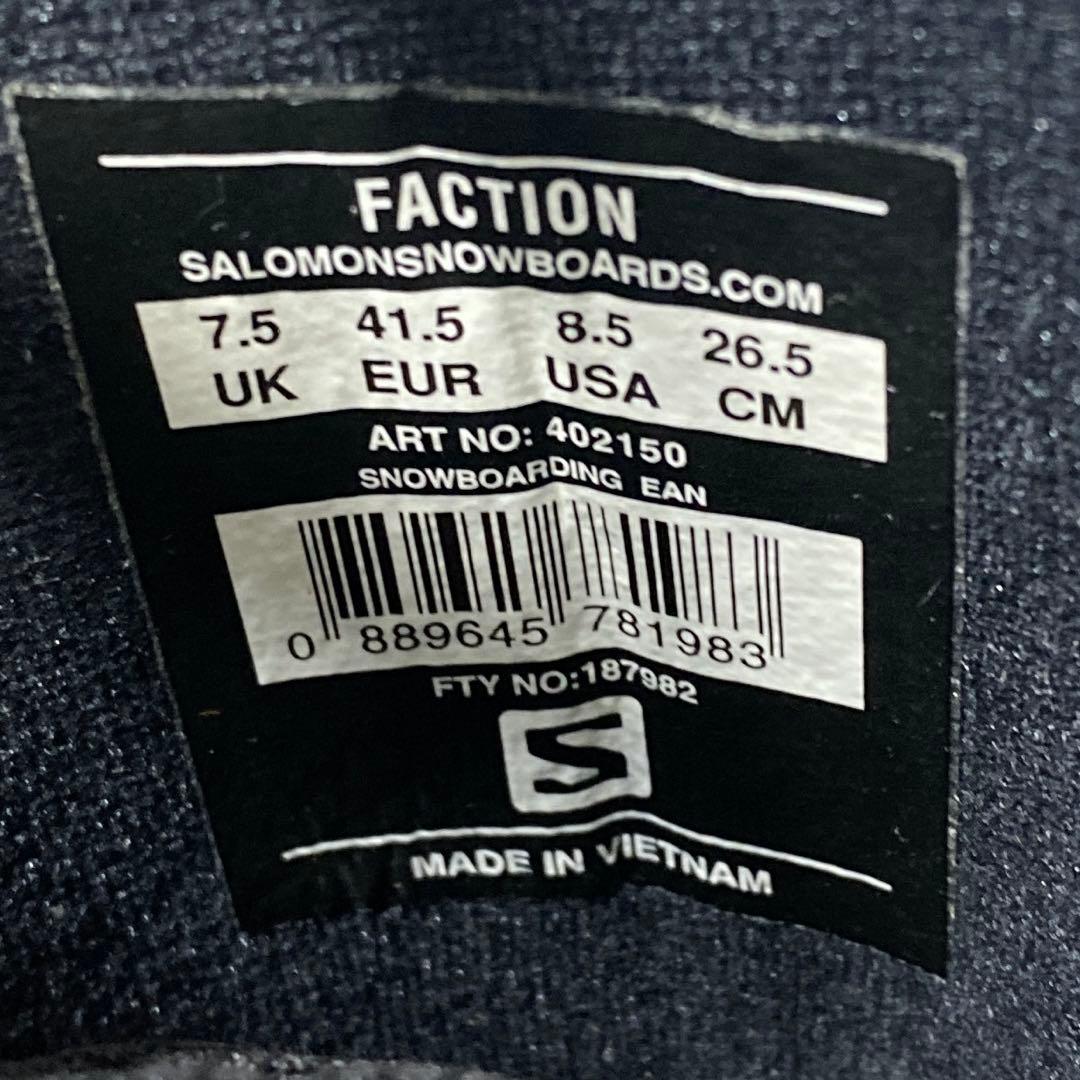 FACTION
SALOMONSNOWBOARDS.COM
7.5 41.5 8.5 26.5
UK EUR USA CM
ART NO: 402150
SNOWBOARDING EAN
0 889645 781983
FTY NO:187982
S
MADE IN VIETNAM